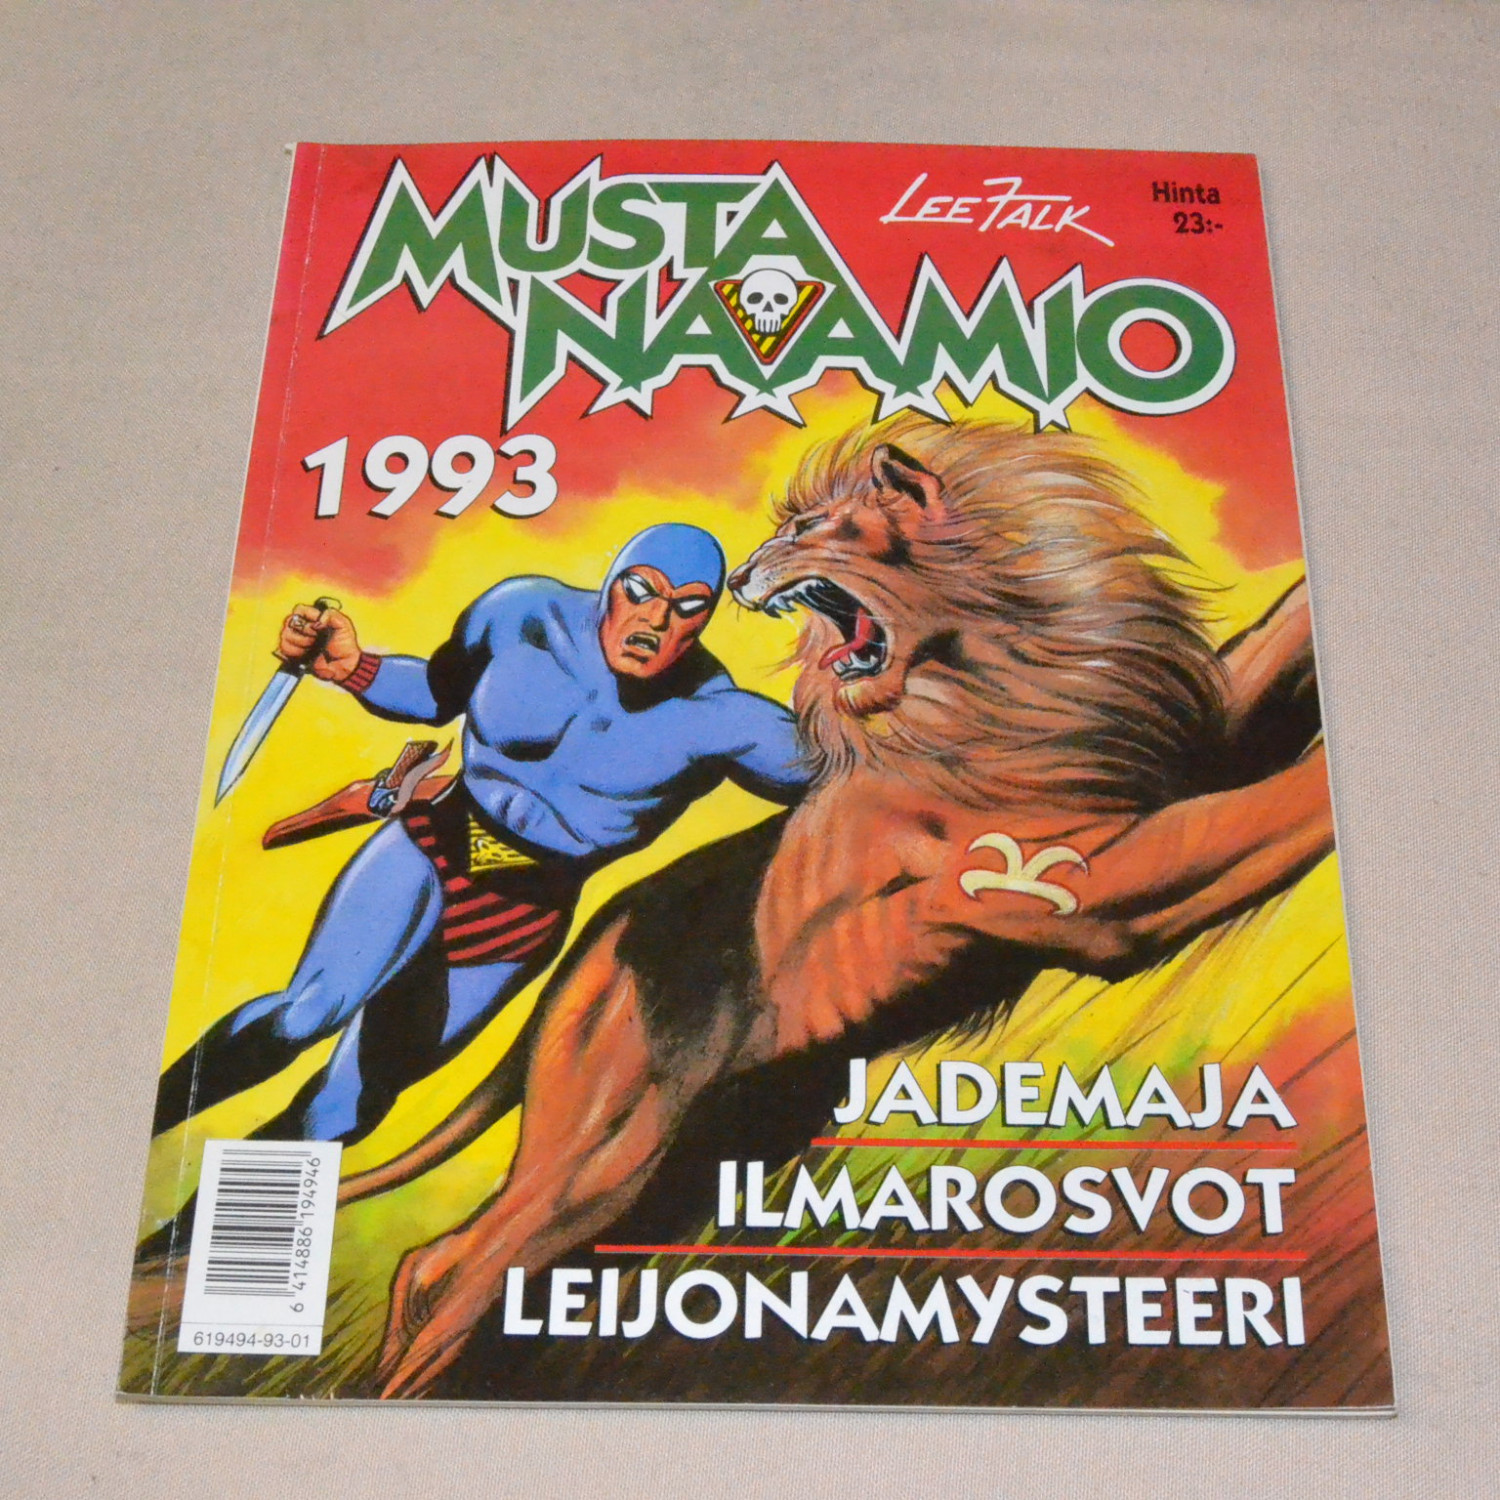 MUSTA
NAAMIO
LEE FALK
Hinta
23:-
1993
JADEMAJA
ILMAROSVOT
LEIJONAMYSTEERI
6 414886 194946
619494-93-01